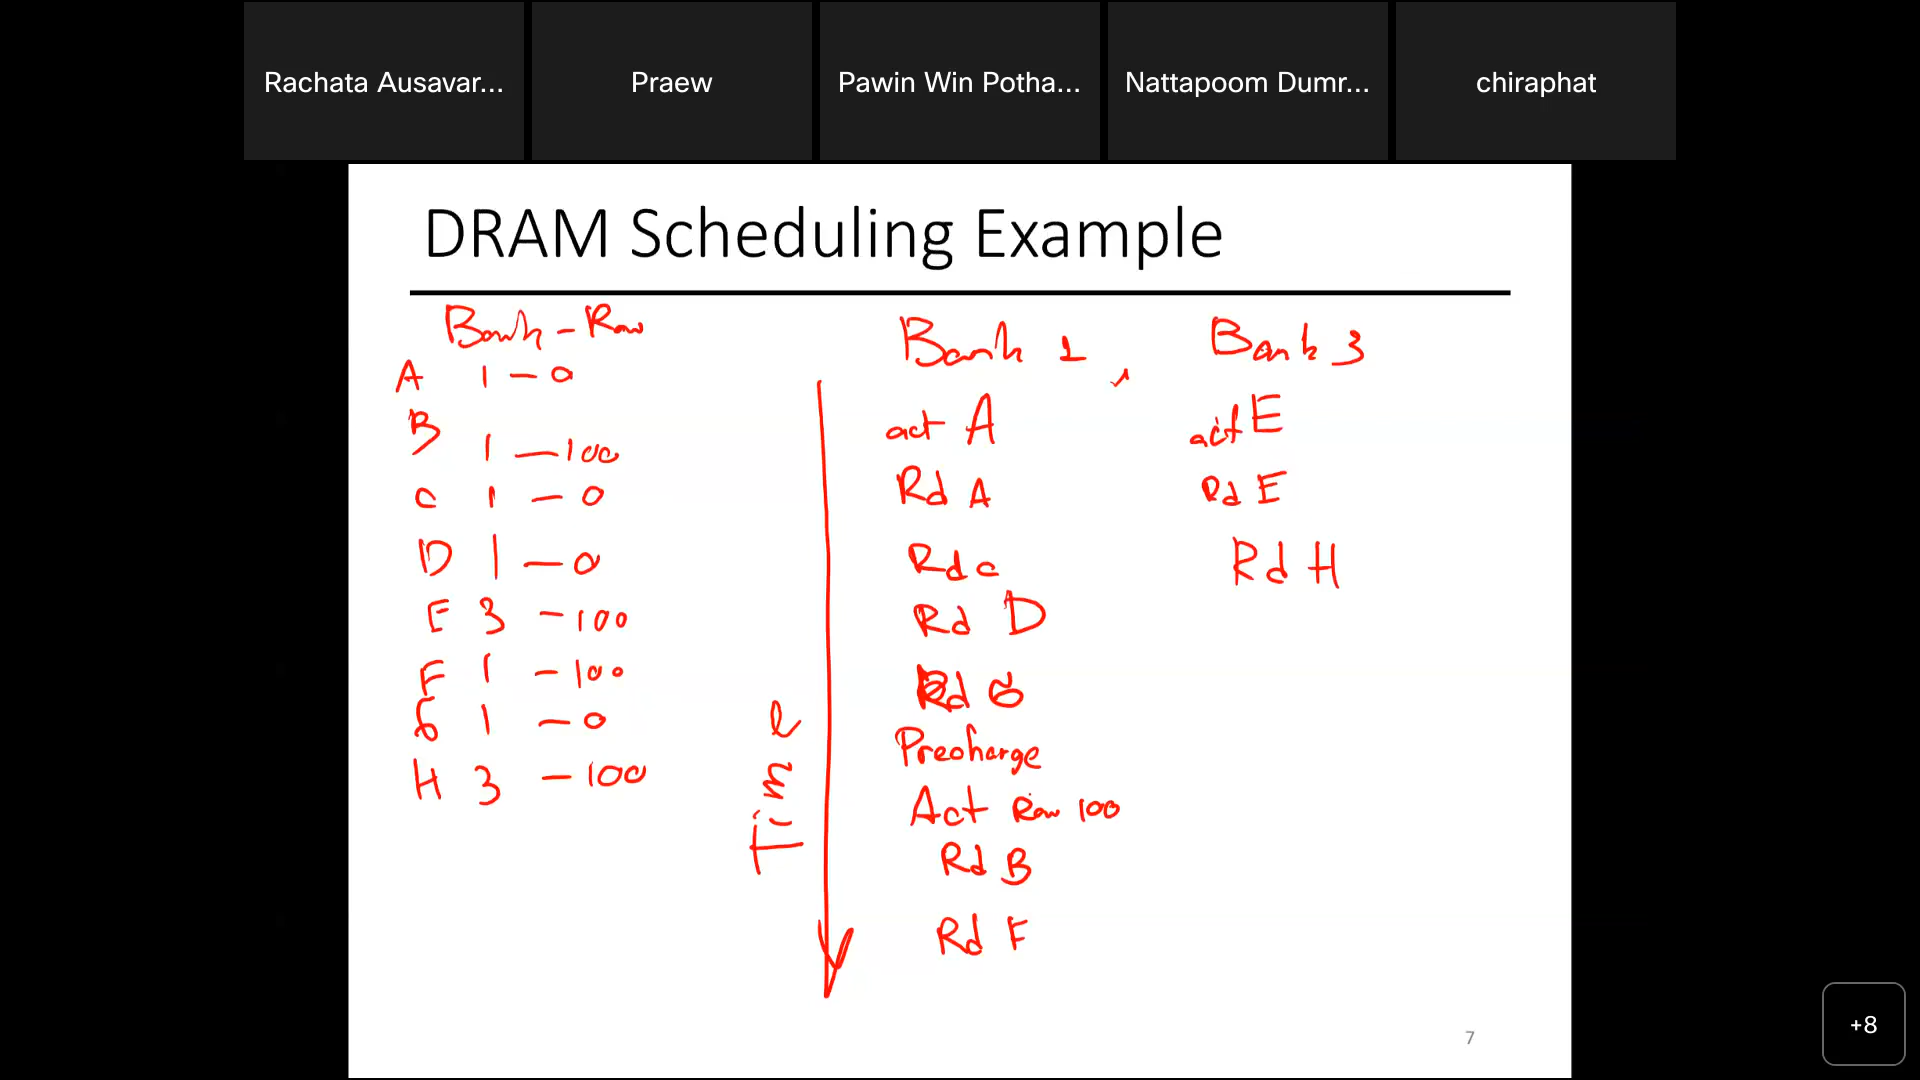 Rachata Ausavar...
Praew
Pawin Win Potha...
Nattapoom Dumr...
chiraphat
DRAM Scheduling Example
Bank - Row
A 1 - 0
B 1 - 100
C 1 - 0
D 1 - 0
E 3 - 100
F 1 - 100
G 1 - 0
H 3 - 100
Time
Bank 1
act A
Rd A
Rd C
Rd D
Rd G
Precharge
Act Row 100
Rd B
Rd F
Bank 3
act E
Rd E
Rd H
7
+8